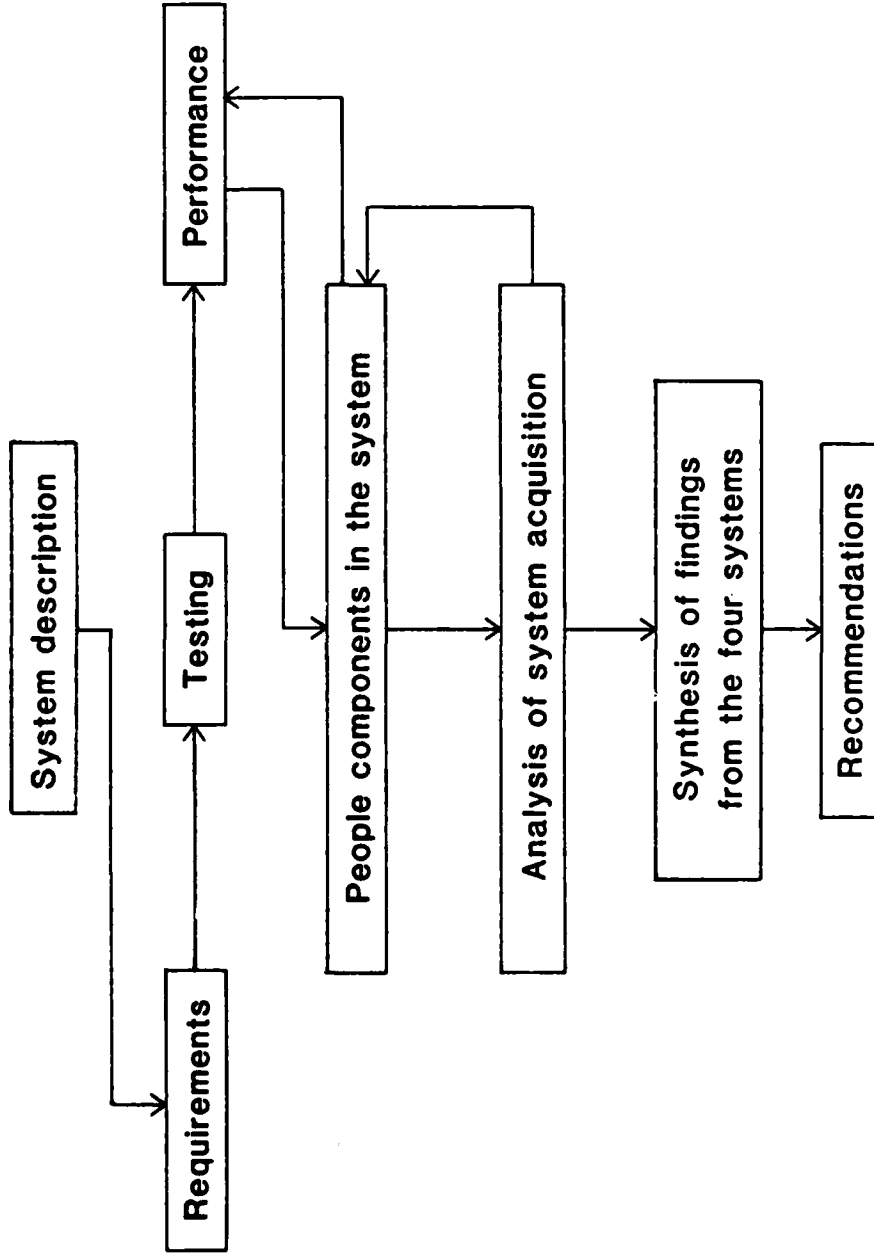 System description
Requirements
Testing
Performance
People components in the system
Analysis of system acquisition
Synthesis of findings
from the four systems
Recommendations